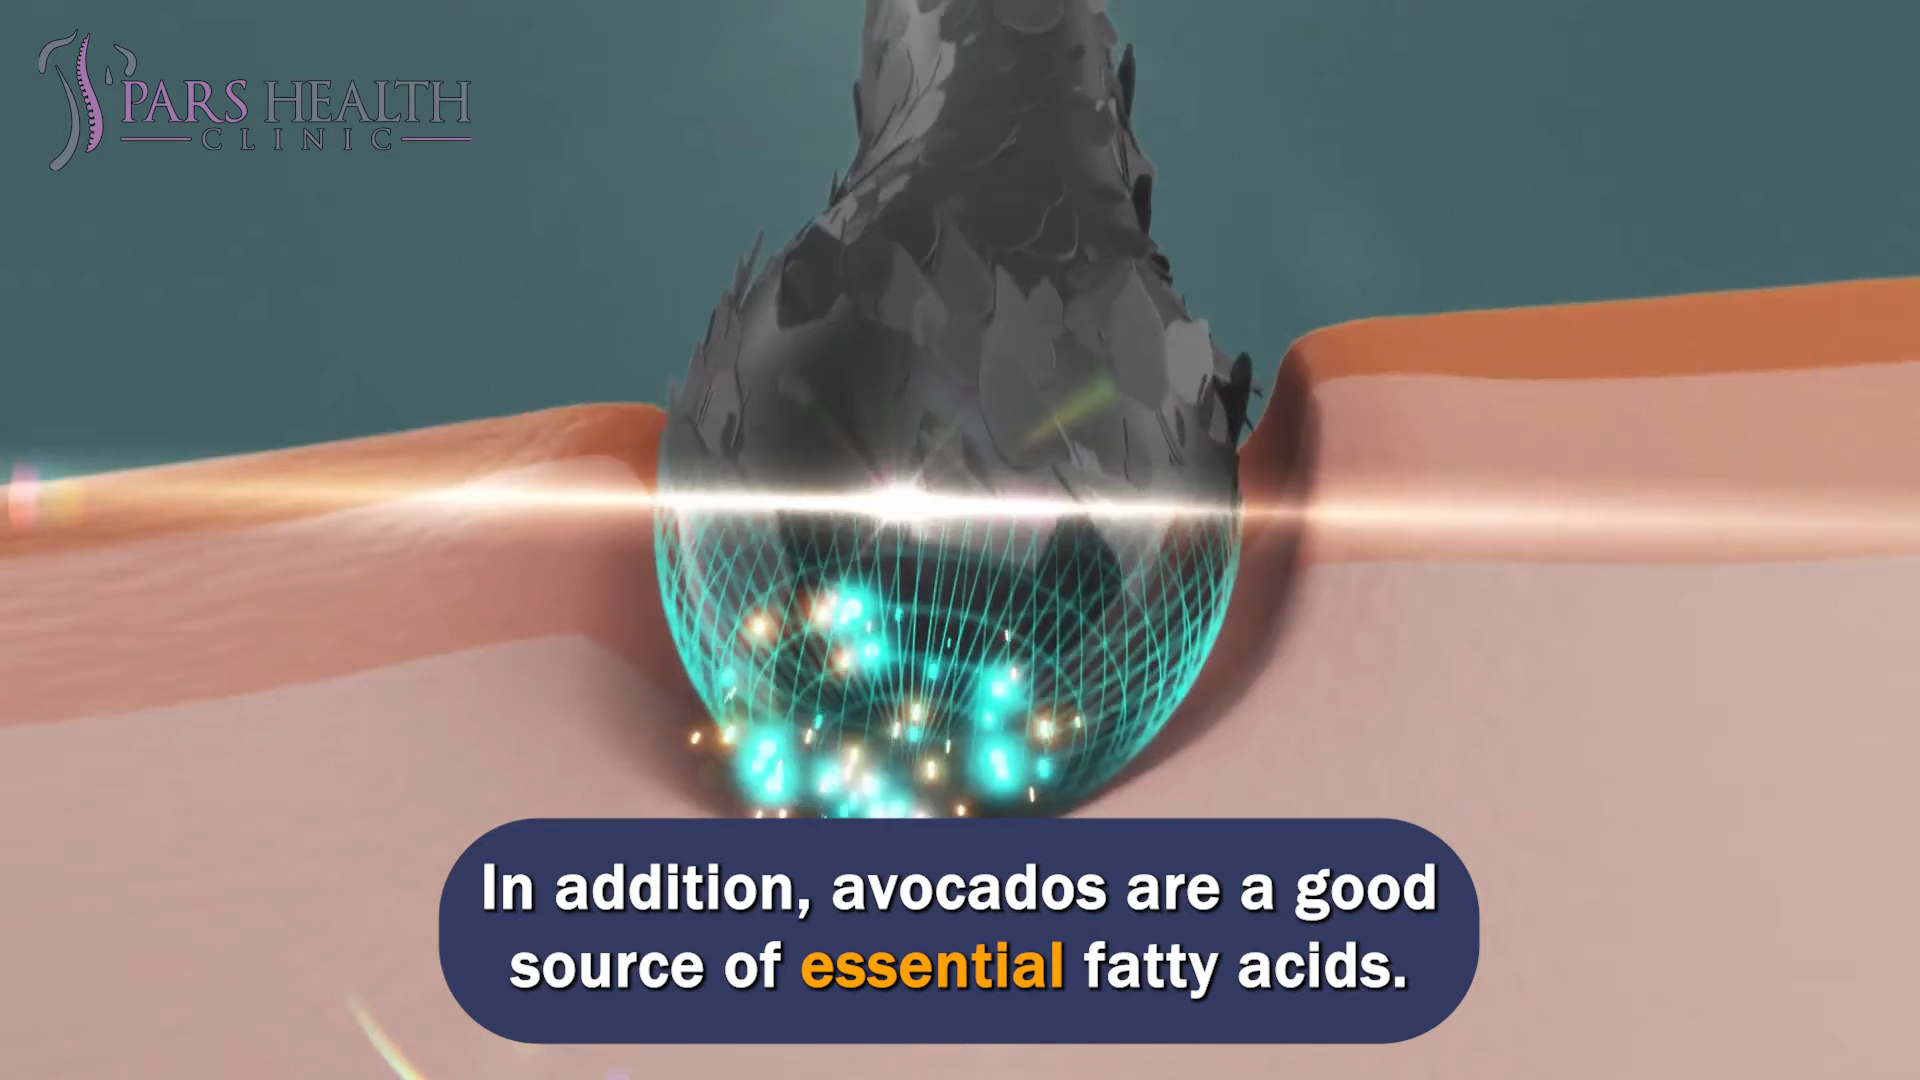 PARS HEALTH
CLINIC
In addition, avocados are a good
source of essential fatty acids.